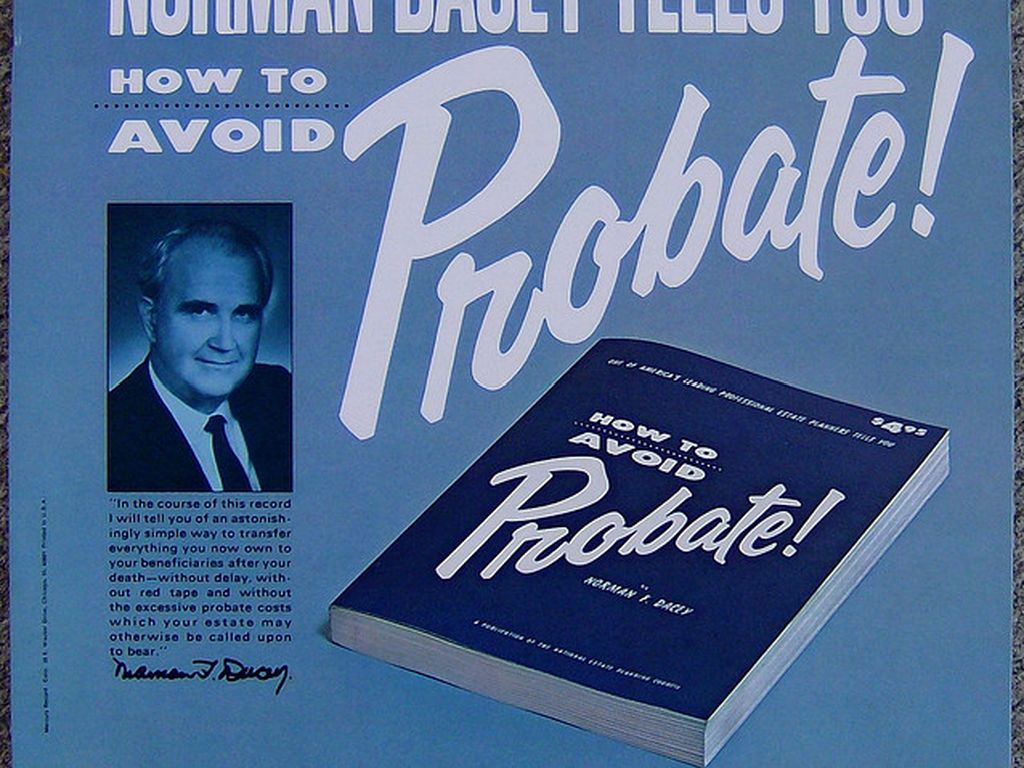 NORMAN DACEY TELLS YOU
HOW TO
AVOID
Probate!
"In the course of this record
I will tell you of an astonish-
ingly simple way to transfer
everything you now own to
your beneficiaries after your
death—without delay, with-
out red tape and without
the excessive probate costs
which your estate may
otherwise be called upon
to bear."
Norman F. Dacey.
ONE OF AMERICA'S LEADING PROFESSIONAL ESTATE PLANNERS TELLS YOU
$4.95
HOW TO
AVOID
Probate!
NORMAN F. DACEY
A PUBLICATION OF THE NATIONAL ESTATE PLANNING COUNCIL
Printed in U.S.A.